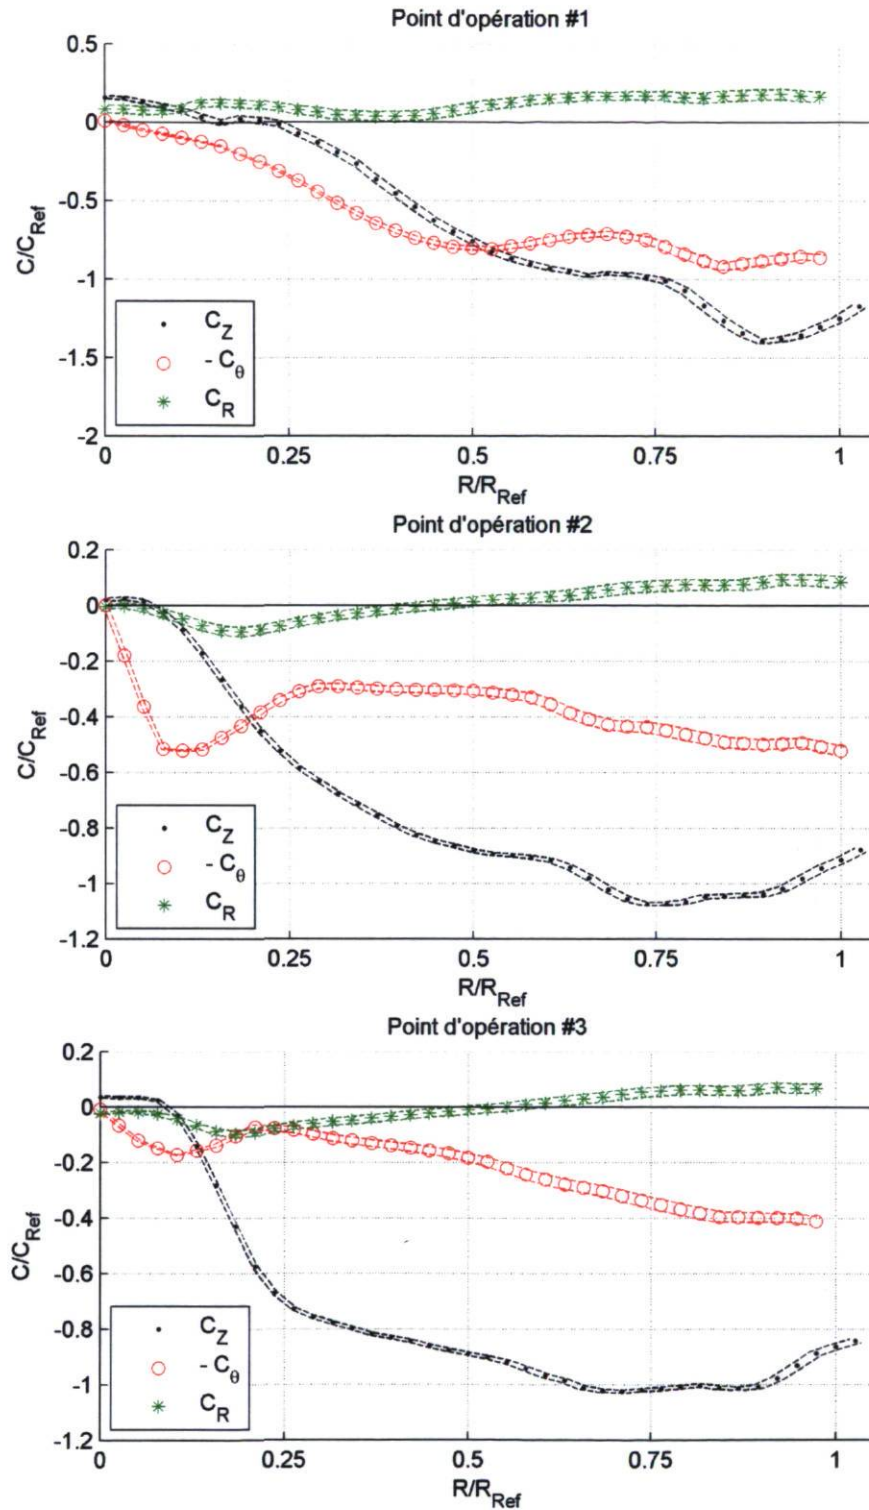 Point d'opération #1
0.5
0
-0.5
-1
-1.5
-2
C/C_Ref
C_Z
- C_θ
C_R
0 0.25 0.5 0.75 1
R/R_Ref
Point d'opération #2
0.2
0
-0.2
-0.4
-0.6
-0.8
-1
-1.2
C/C_Ref
C_Z
- C_θ
C_R
0 0.25 0.5 0.75 1
R/R_Ref
Point d'opération #3
0.2
0
-0.2
-0.4
-0.6
-0.8
-1
-1.2
C/C_Ref
C_Z
- C_θ
C_R
0 0.25 0.5 0.75 1
R/R_Ref